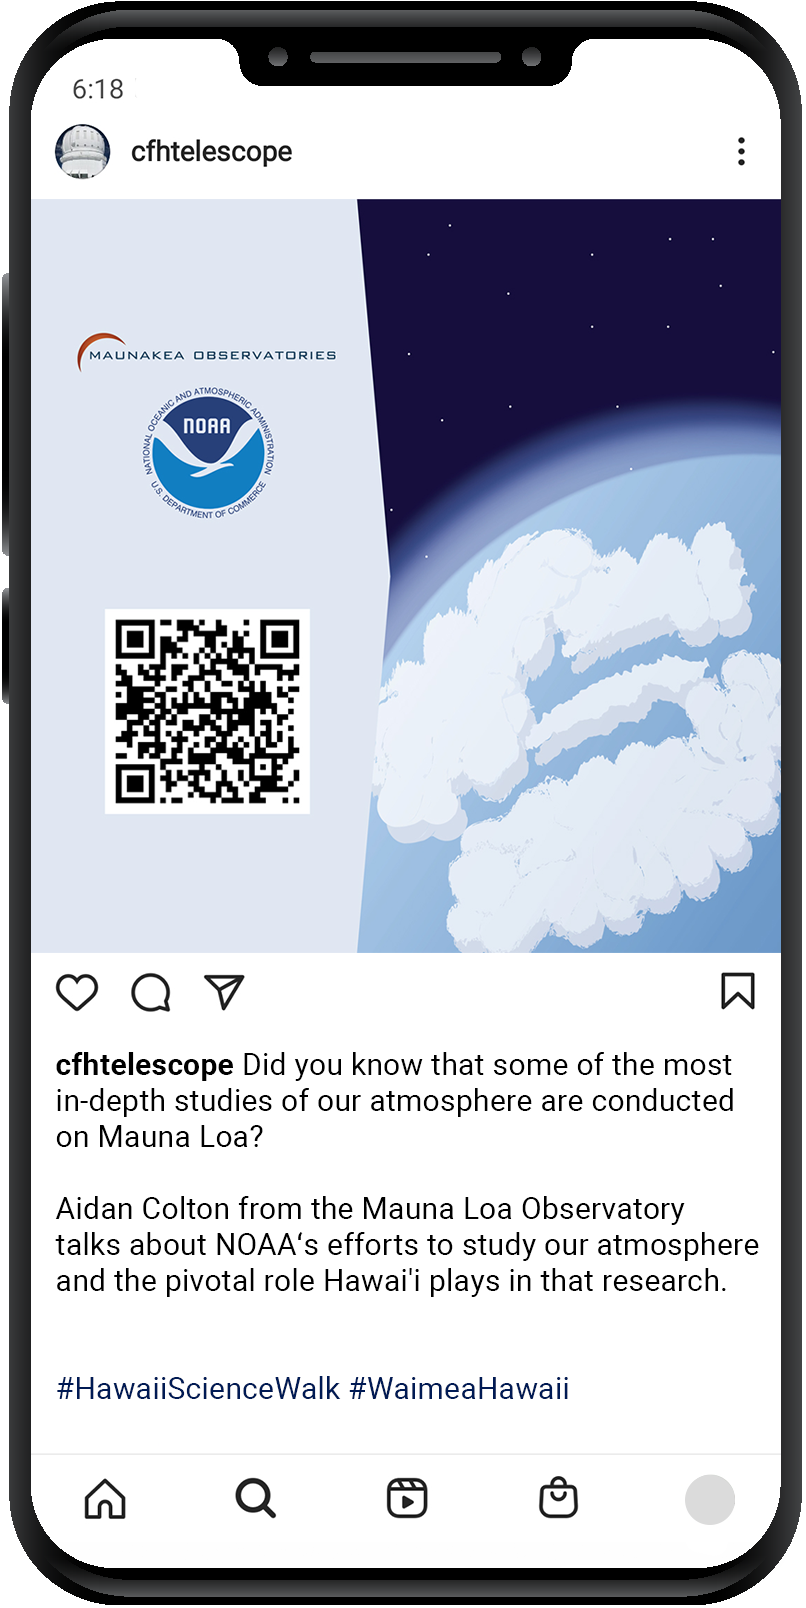 6:18
cfhtelescope
MAUNAKEA OBSERVATORIES
NATIONAL OCEANIC AND ATMOSPHERIC ADMINISTRATION
NOAA
U.S. DEPARTMENT OF COMMERCE
cfhtelescope Did you know that some of the most
in-depth studies of our atmosphere are conducted
on Mauna Loa?
Aidan Colton from the Mauna Loa Observatory
talks about NOAA‘s efforts to study our atmosphere
and the pivotal role Hawai'i plays in that research.
#HawaiiScienceWalk #WaimeaHawaii